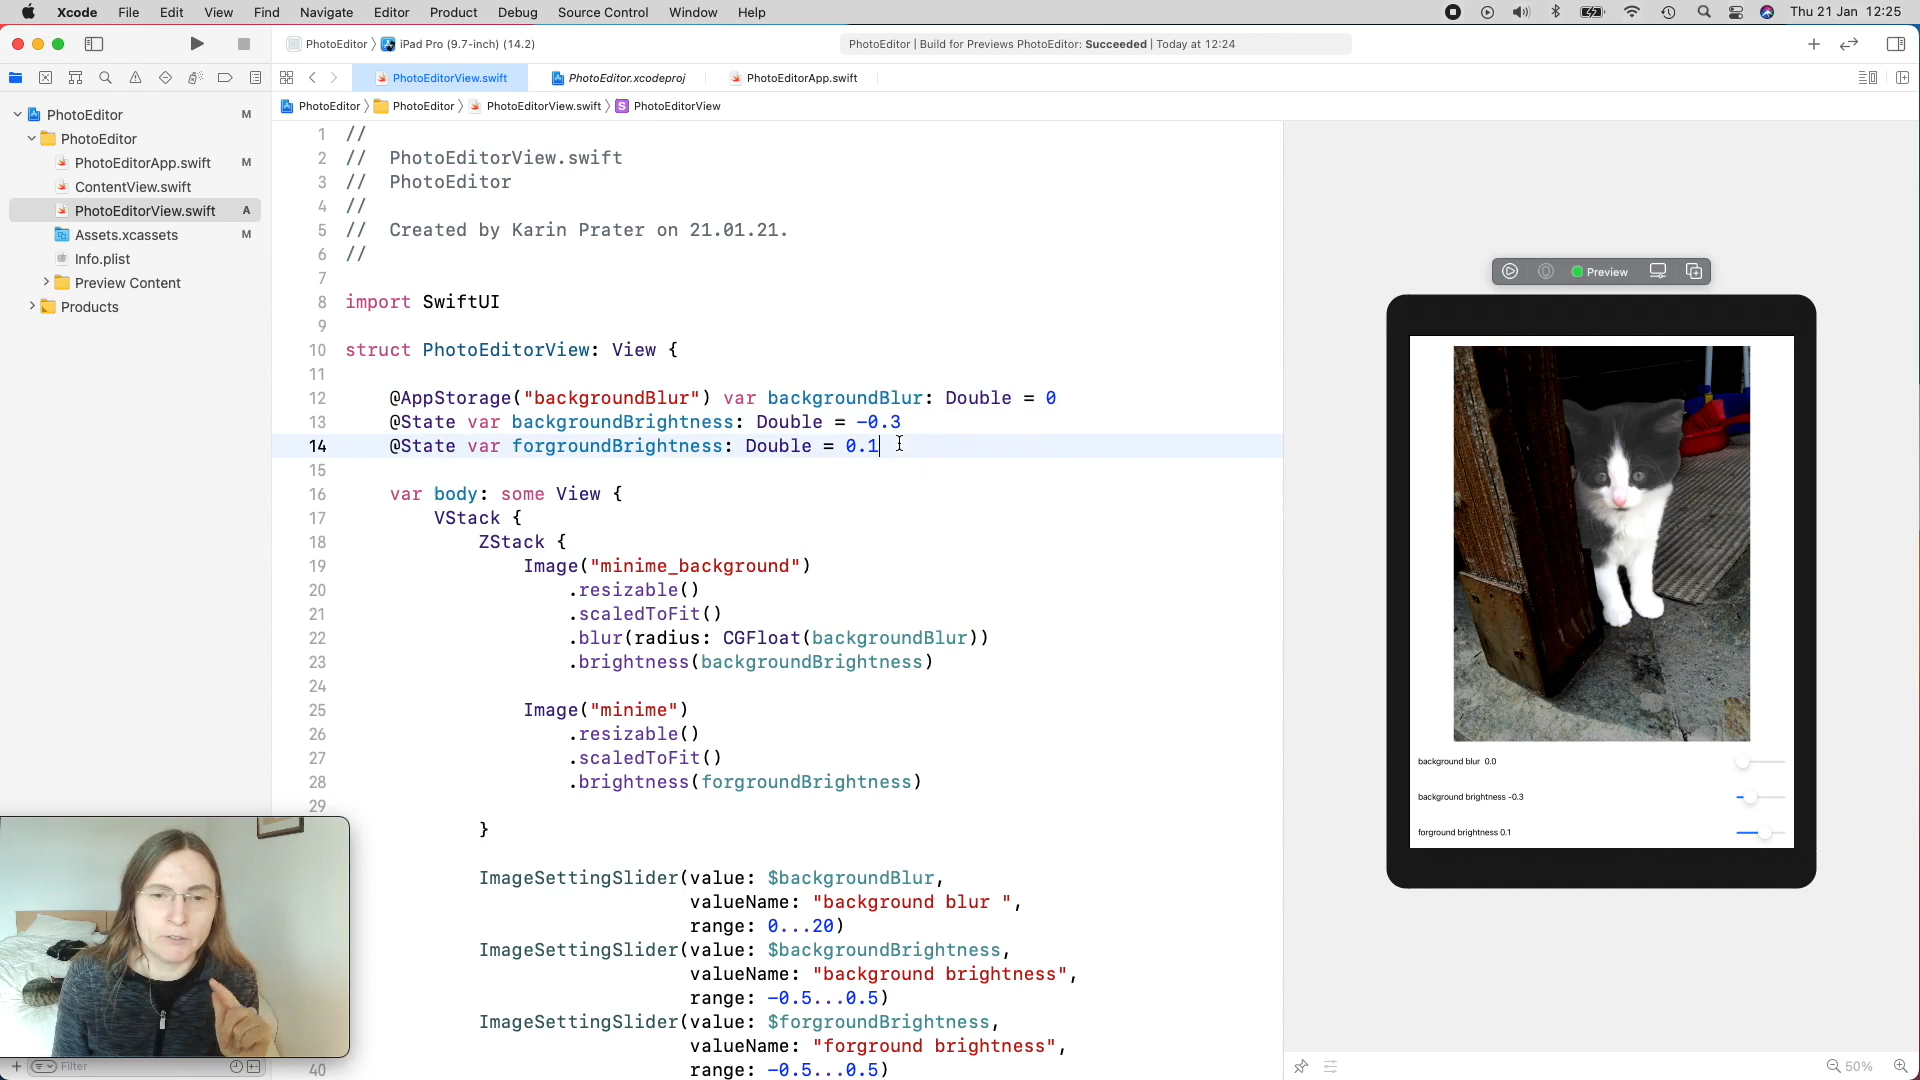 Xcode File Edit View Find Navigate Editor Product Debug Source Control Window Help
Thu 21 Jan 12:25
PhotoEditor iPad Pro (9.7-inch) (14.2)
PhotoEditor | Build for Previews PhotoEditor: Succeeded | Today at 12:24
PhotoEditorView.swift
PhotoEditor.xcodeproj
PhotoEditorApp.swift
PhotoEditor PhotoEditor PhotoEditorView.swift S PhotoEditorView
PhotoEditor M
PhotoEditor
PhotoEditorApp.swift M
ContentView.swift
PhotoEditorView.swift A
Assets.xcassets M
Info.plist
Preview Content
Products
Filter
1 //
2 // PhotoEditorView.swift
3 // PhotoEditor
4 //
5 // Created by Karin Prater on 21.01.21.
6 //
7
8 import SwiftUI
9
10 struct PhotoEditorView: View {
11
12 @AppStorage("backgroundBlur") var backgroundBlur: Double = 0
13 @State var backgroundBrightness: Double = -0.3
14 @State var forgroundBrightness: Double = 0.1
15
16 var body: some View {
17 VStack {
18 ZStack {
19 Image("minime_background")
20 .resizable()
21 .scaledToFit()
22 .blur(radius: CGFloat(backgroundBlur))
23 .brightness(backgroundBrightness)
24
25 Image("minime")
26 .resizable()
27 .scaledToFit()
28 .brightness(forgroundBrightness)
29
}
ImageSettingSlider(value: $backgroundBlur,
valueName: "background blur ",
range: 0...20)
ImageSettingSlider(value: $backgroundBrightness,
valueName: "background brightness",
range: -0.5...0.5)
ImageSettingSlider(value: $forgroundBrightness,
valueName: "forground brightness",
40 range: -0.5...0.5)
Preview
background blur 0.0
background brightness -0.3
forground brightness 0.1
50%